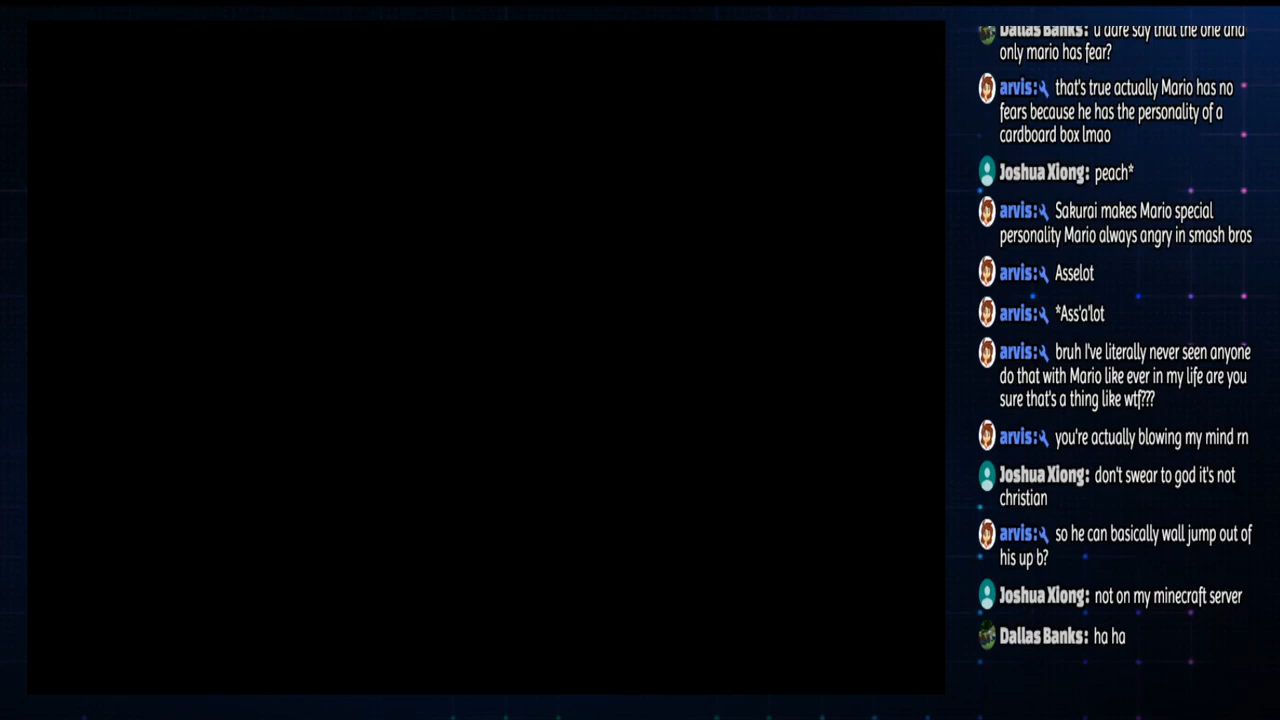 Dallas Banks: u dare say that the one and
only mario has fear?
arvis: that's true actually Mario has no
fears because he has the personality of a
cardboard box lmao
Joshua Xiong: peach*
arvis: Sakurai makes Mario special
personality Mario always angry in smash bros
arvis: Asselot
arvis: *Ass'a'lot
arvis: bruh I've literally never seen anyone
do that with Mario like ever in my life are you
sure that's a thing like wtf???
arvis: you're actually blowing my mind rn
Joshua Xiong: don't swear to god it's not
christian
arvis: so he can basically wall jump out of
his up b?
Joshua Xiong: not on my minecraft server
Dallas Banks: ha ha